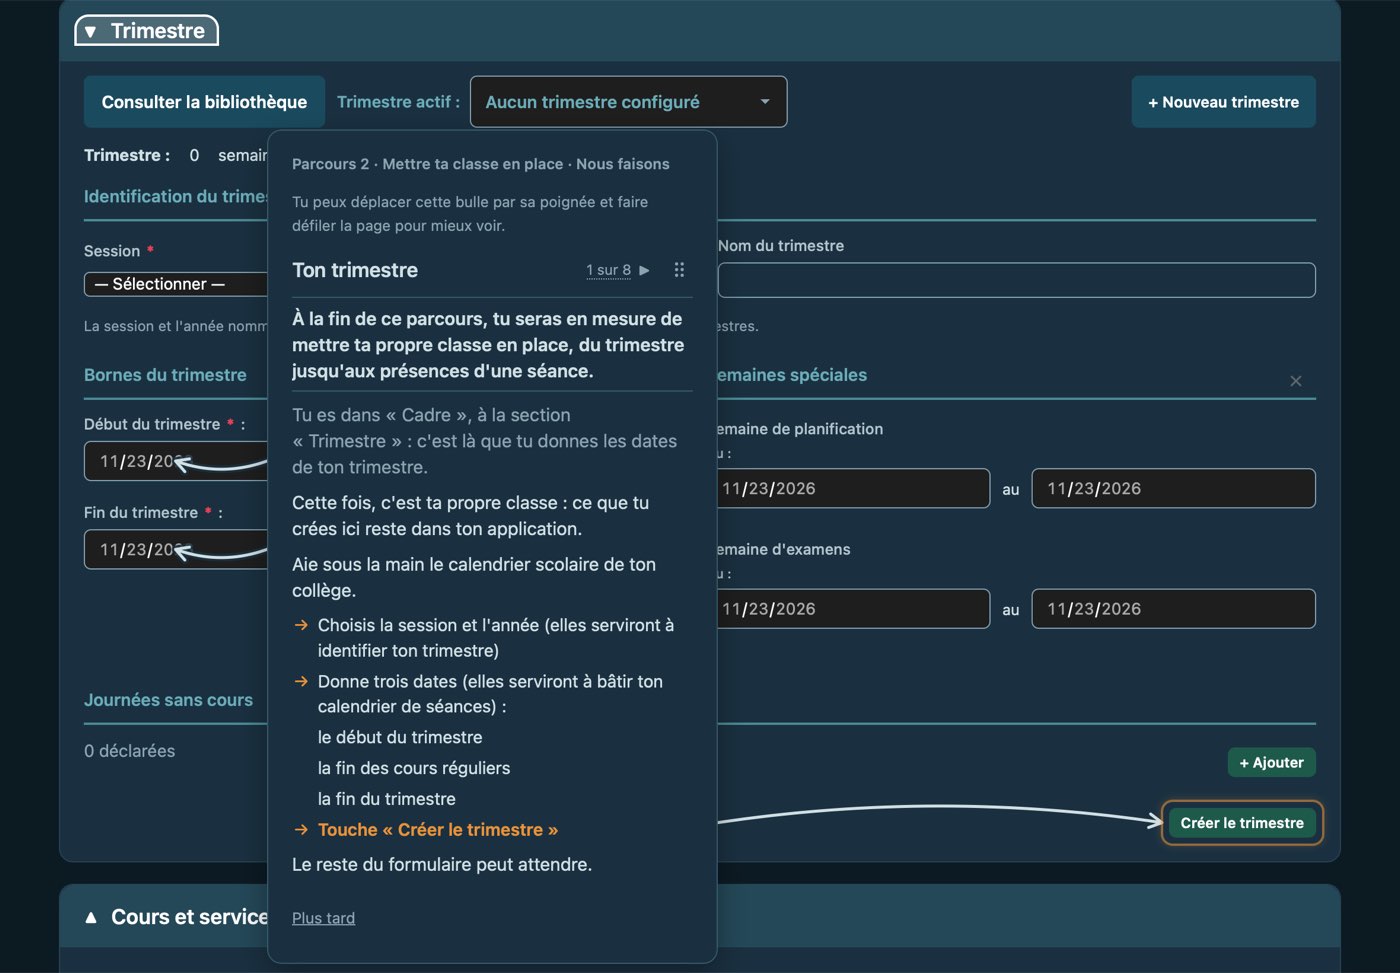 ▼ Trimestre
Consulter la bibliothèque
Trimestre actif :
Aucun trimestre configuré
+ Nouveau trimestre
Trimestre : 0
Identification du
Session *
— Sélectionner —
Nom du trimestre
La session et l'année
Bornes du trimestre
Début du trimestre * :
11/23/20
Fin du trimestre * :
11/23/20
spéciales
×
de planification
11/23/2026 au 11/23/2026
d'examens
11/23/2026 au 11/23/2026
Journées sans cours
0 déclarées
+ Ajouter
Créer le trimestre
Parcours 2 · Mettre ta classe en place · Nous faisons
Tu peux déplacer cette bulle par sa poignée et faire
défiler la page pour mieux voir.
Ton trimestre
1 sur 8 ▶
À la fin de ce parcours, tu seras en mesure de
mettre ta propre classe en place, du trimestre
jusqu'aux présences d'une séance.
Tu es dans « Cadre », à la section
« Trimestre » : c'est là que tu donnes les dates
de ton trimestre.
Cette fois, c'est ta propre classe : ce que tu
crées ici reste dans ton application.
Aie sous la main le calendrier scolaire de ton
collège.
→ Choisis la session et l'année (elles serviront à
identifier ton trimestre)
→ Donne trois dates (elles serviront à bâtir ton
calendrier de séances) :
le début du trimestre
la fin des cours réguliers
la fin du trimestre
→ Touche « Créer le trimestre »
Le reste du formulaire peut attendre.
Plus tard
▲ Cours et service